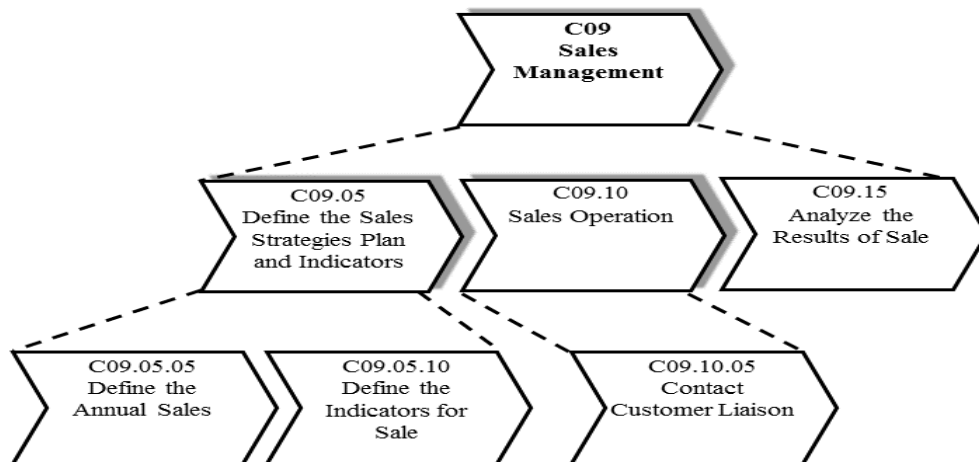 C09
Sales
Management
C09.05
Define the Sales
Strategies Plan
and Indicators
C09.10
Sales Operation
C09.15
Analyze the
Results of Sale
C09.05.05
Define the
Annual Sales
C09.05.10
Define the
Indicators for
Sale
C09.10.05
Contact
Customer Liaison